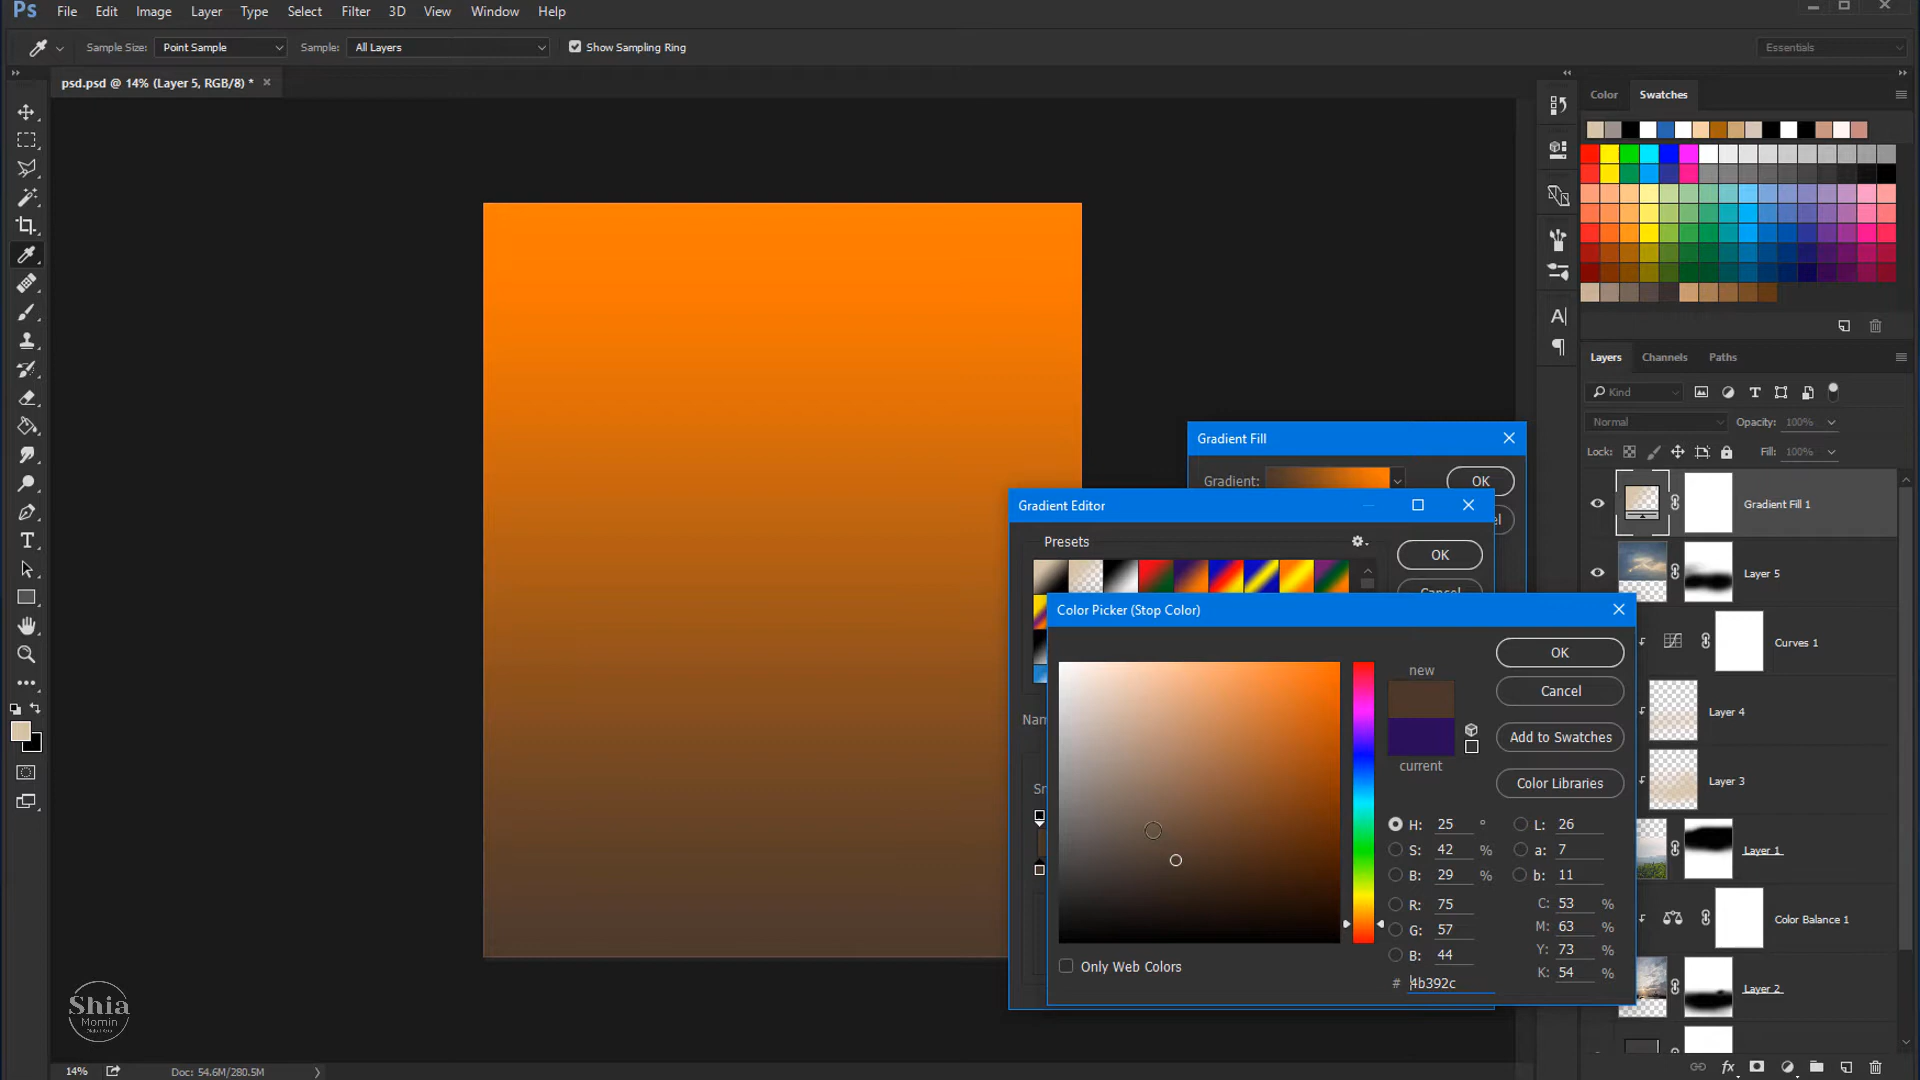 Ps File Edit Image Layer Type Select Filter 3D View Window Help
Sample Size: Point Sample Sample: All Layers Show Sampling Ring Essentials
psd.psd @ 14% (Layer 5, RGB/8) * ×
Color Swatches
Layers Channels Paths
Kind
Normal Opacity: 100%
Lock: Fill: 100%
Gradient Fill 1
Layer 5
Curves 1
Layer 4
Layer 3
Layer 1
Color Balance 1
Layer 2
Gradient Fill
Gradient: OK
Gradient Editor
Presets
OK
Color Picker (Stop Color)
new
current
OK
Cancel
Add to Swatches
Color Libraries
H: 25 ° L: 26
S: 42 % a: 7
B: 29 % b: 11
R: 75 C: 53 %
G: 57 M: 63 %
B: 44 Y: 73 %
# 4b392c K: 54 %
Only Web Colors
Shia
Momin
14% Doc: 54.6M/280.5M